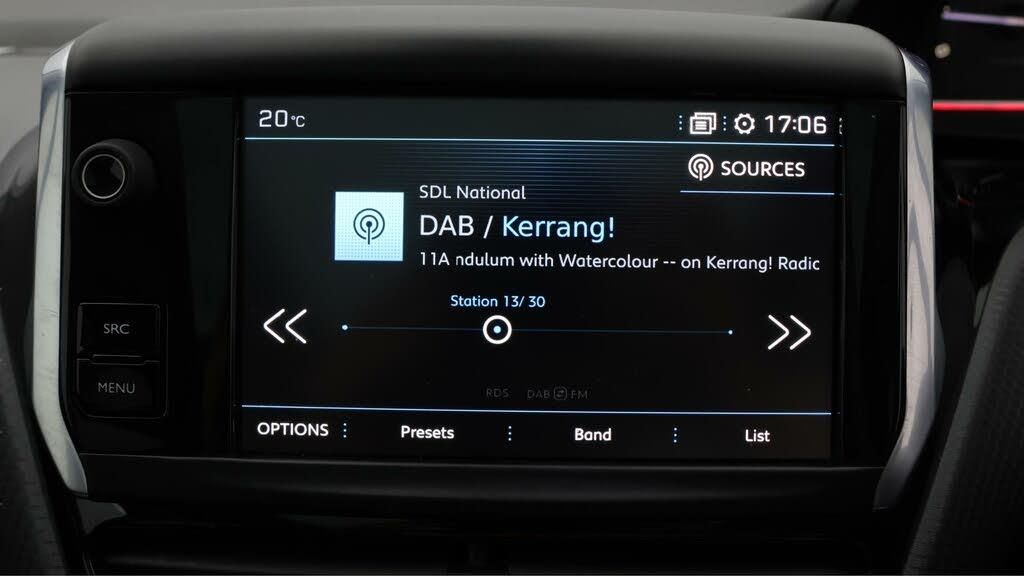 20°C
17:06
SOURCES
SDL National
DAB / Kerrang!
11A ndulum with Watercolour -- on Kerrang! Radio
Station 13/ 30
SRC
MENU
RDS DAB FM
OPTIONS Presets Band List